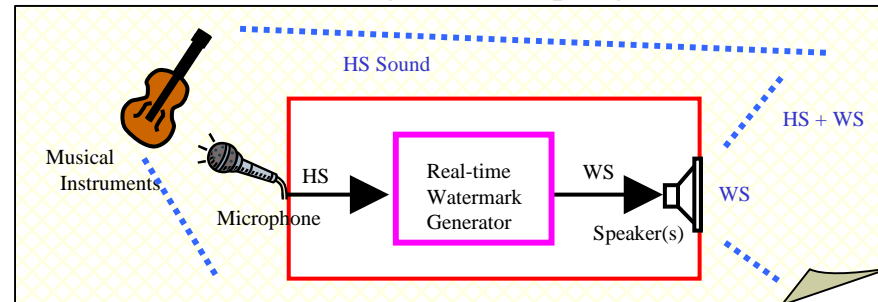 HS Sound
HS + WS
Musical
Instruments
HS
Real-time
Watermark
Generator
WS
WS
Microphone
Speaker(s)